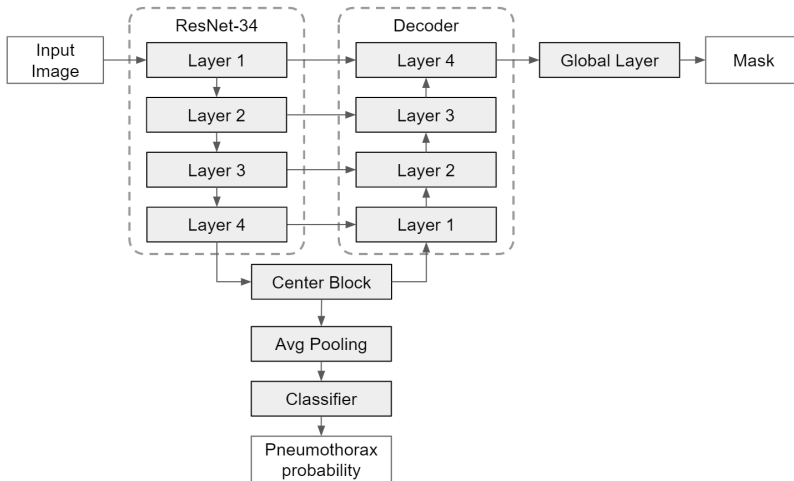 ResNet-34
Decoder
Input
Image
Layer 1
Layer 4
Global Layer
Mask
Layer 2
Layer 3
Layer 3
Layer 2
Layer 4
Layer 1
Center Block
Avg Pooling
Classifier
Pneumothorax
probability